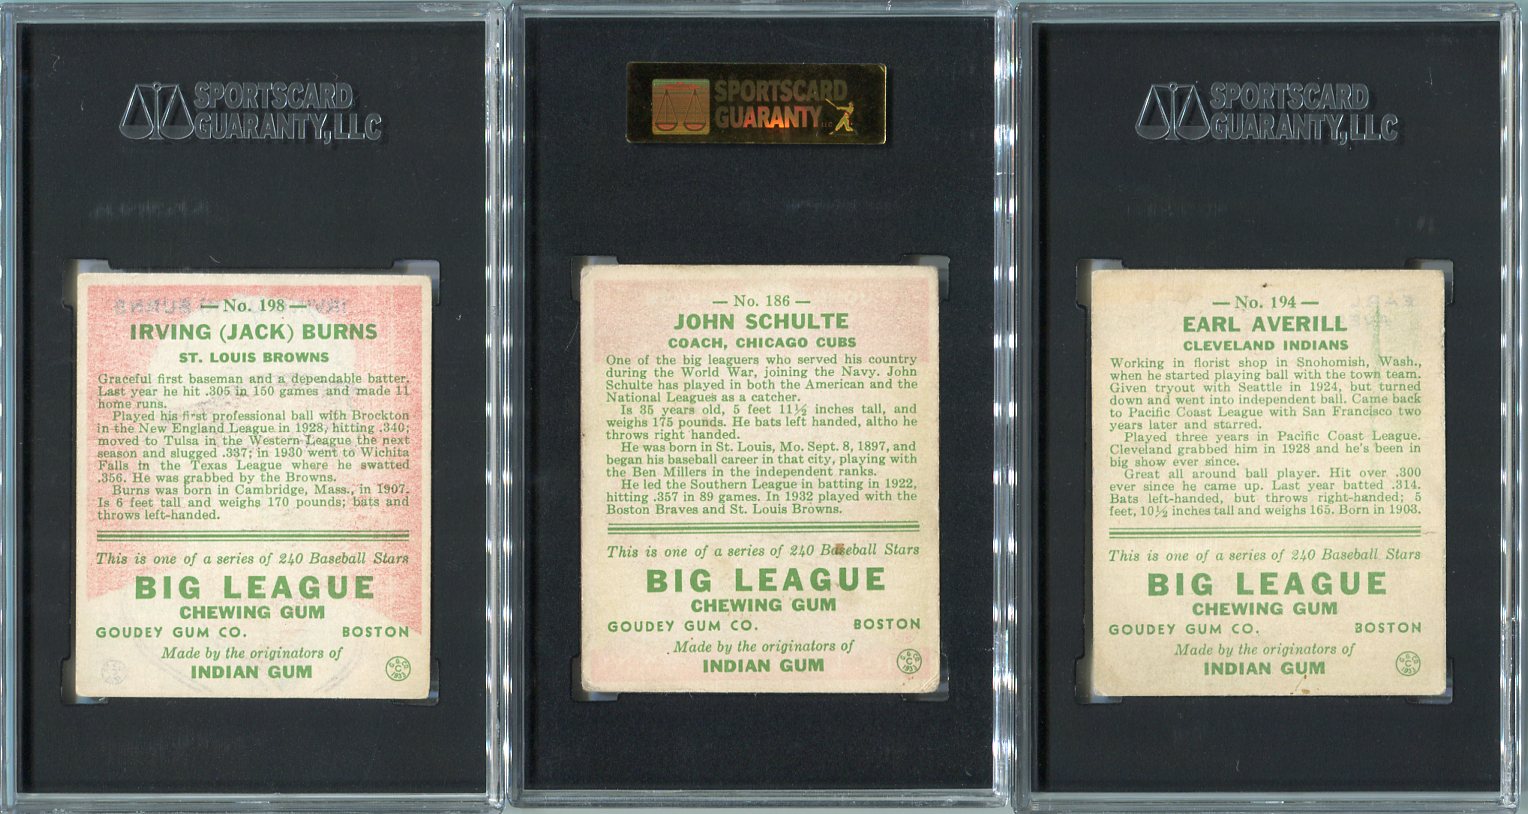 SPORTSCARD
GUARANTY, LLC
— No. 198 —
IRVING (JACK) BURNS
ST. LOUIS BROWNS
Graceful first baseman and a dependable batter.
Last year he hit .305 in 150 games and made 11
home runs.
Played his first professional ball with Brockton
in the New England League in 1928, hitting .340;
moved to Tulsa in the Western League the next
season and slugged .337; in 1930 went to Wichita
Falls in the Texas League where he swatted
.356. He was grabbed by the Browns.
Burns was born in Cambridge, Mass., in 1907.
Is 6 feet tall and weighs 170 pounds; bats and
throws left-handed.
This is one of a series of 240 Baseball Stars
BIG LEAGUE
CHEWING GUM
GOUDEY GUM CO. BOSTON
Made by the originators of
INDIAN GUM
G. G. CO.
C
1933
SPORTSCARD
GUARANTY LLC
— No. 186 —
JOHN SCHULTE
COACH, CHICAGO CUBS
One of the big leaguers who served his country
during the World War, joining the Navy. John
Schulte has played in both the American and the
National Leagues as a catcher.
Is 35 years old, 5 feet 11½ inches tall, and
weighs 175 pounds. He bats left handed, altho he
throws right handed.
He was born in St. Louis, Mo. Sept. 8, 1897, and
began his baseball career in that city, playing with
the Ben Millers in the independent ranks.
He led the Southern League in batting in 1922,
hitting .357 in 89 games. In 1932 played with the
Boston Braves and St. Louis Browns.
This is one of a series of 240 Baseball Stars
BIG LEAGUE
CHEWING GUM
GOUDEY GUM CO. BOSTON
Made by the originators of
INDIAN GUM
G. G. CO.
C
1933
SPORTSCARD
GUARANTY, LLC
— No. 194 —
EARL AVERILL
CLEVELAND INDIANS
Working in florist shop in Snohomish, Wash.,
when he started playing ball with the town team.
Given tryout with Seattle in 1924, but turned
down and went into independent ball. Came back
to Pacific Coast League with San Francisco two
years later and starred.
Played three years in Pacific Coast League.
Cleveland grabbed him in 1928 and he's been in
big show ever since.
Great all around ball player. Hit over .300
ever since he came up. Last year batted .314.
Bats left-handed, but throws right-handed; 5
feet, 10½ inches tall and weighs 165. Born in 1903.
This is one of a series of 240 Baseball Stars
BIG LEAGUE
CHEWING GUM
GOUDEY GUM CO. BOSTON
Made by the originators of
INDIAN GUM
G. G. CO.
C
1933